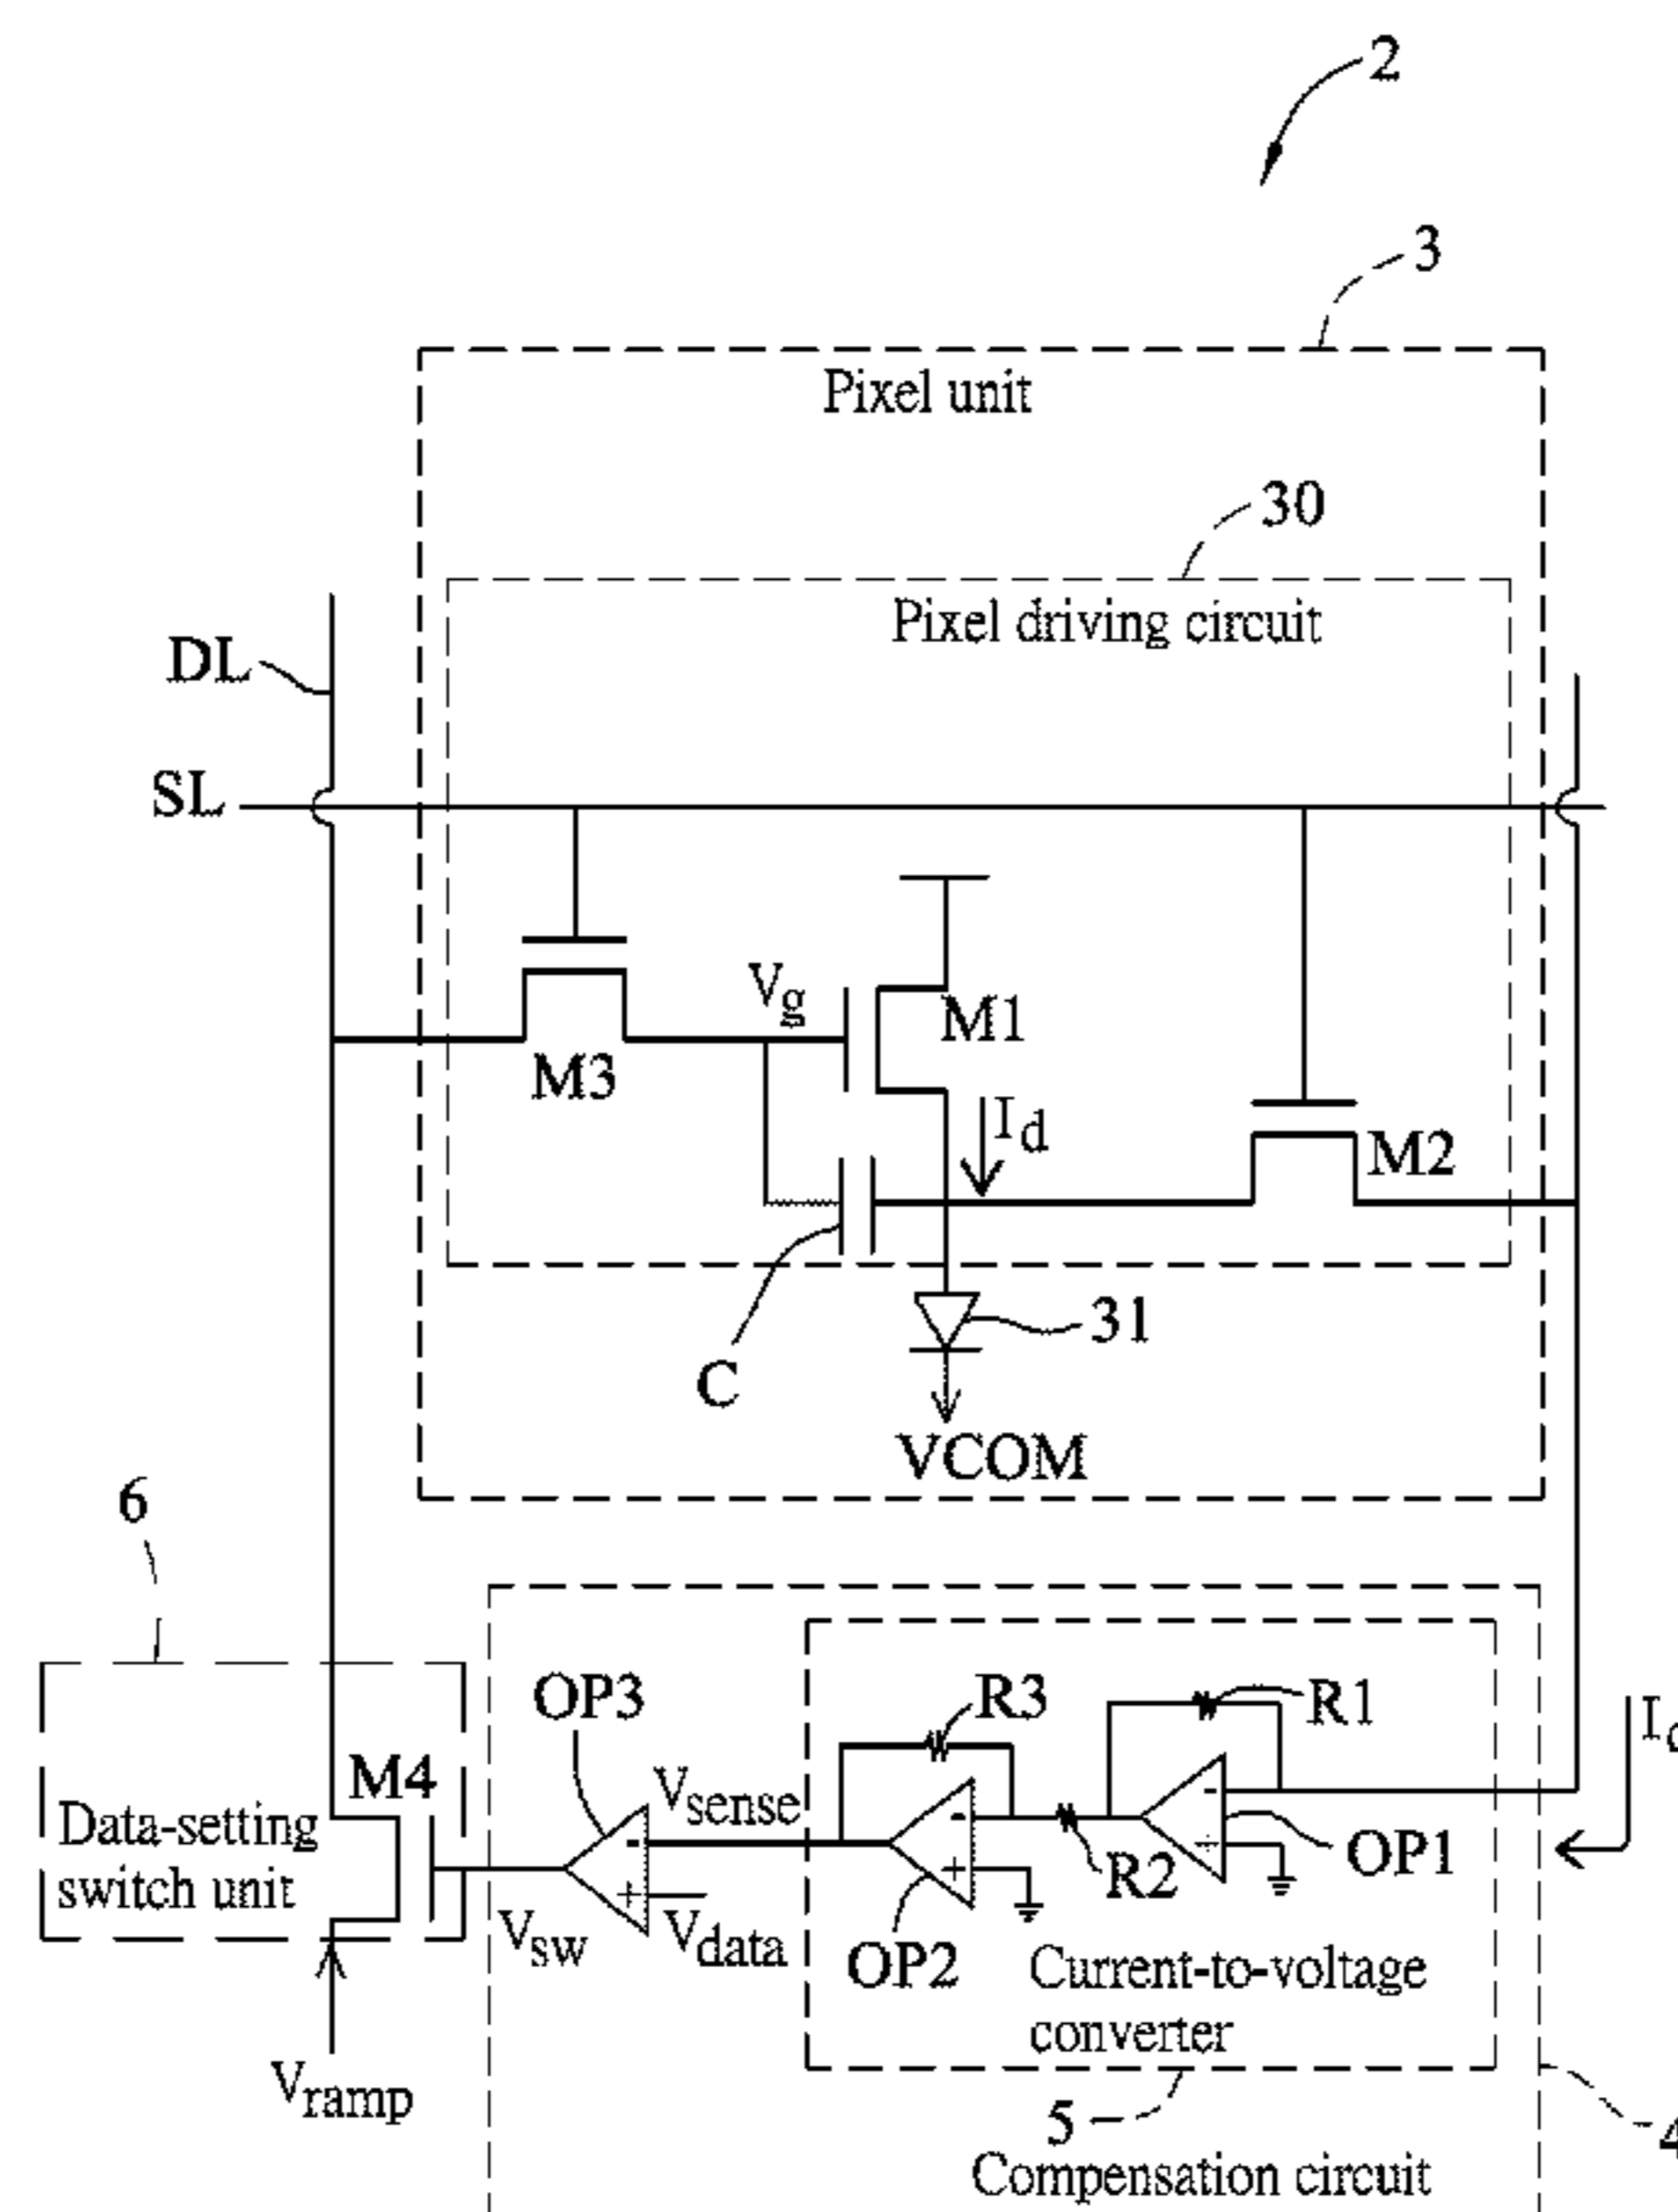 2
3
Pixel unit
30
Pixel driving circuit
DL
SL
Vg
M1
M3
Id
M2
31
C
VCOM
6
OP3
R3
R1
M4
Vsense
Data-setting
switch unit
OP1
R2
Vsw
Vdata
OP2
Current-to-voltage
converter
Vramp
5
4
Compensation circuit